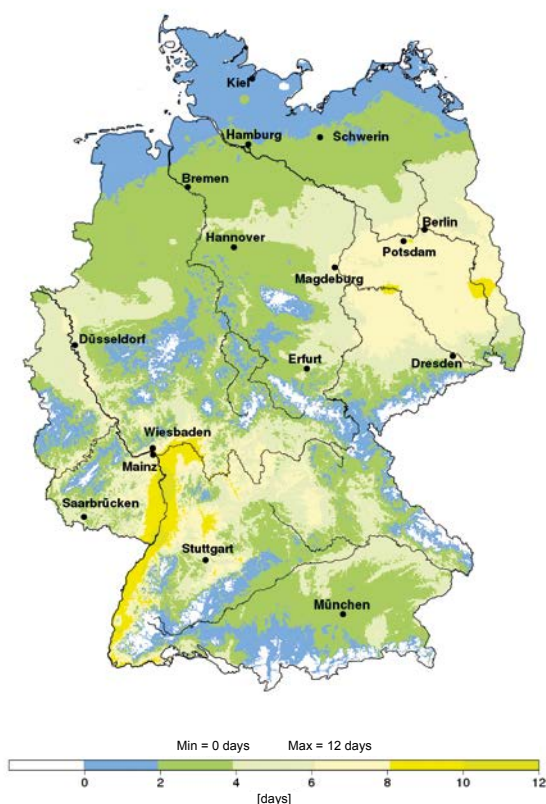 Kiel
Hamburg
Schwerin
Bremen
Berlin
Hannover
Potsdam
Magdeburg
Düsseldorf
Erfurt
Dresden
Wiesbaden
Mainz
Saarbrücken
Stuttgart
München
Min = 0 days Max = 12 days
0 2 4 6 8 10 12
[days]